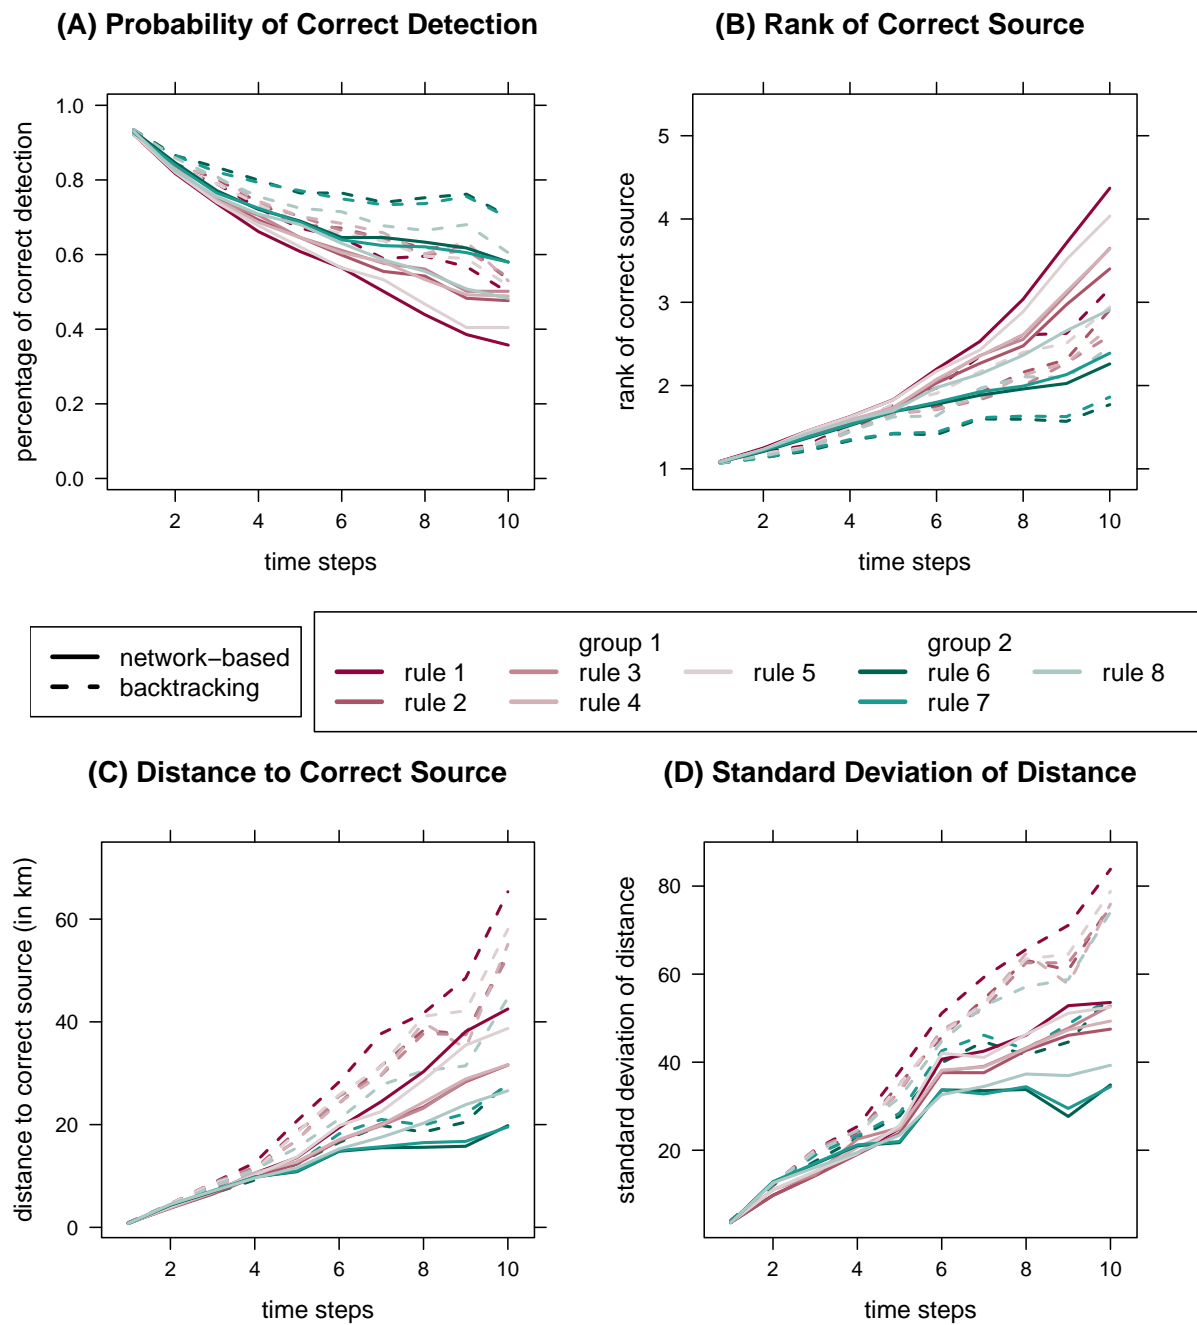 (A) Probability of Correct Detection
percentage of correct detection
1.0
0.8
0.6
0.4
0.2
0.0
2 4 6 8 10
time steps
(B) Rank of Correct Source
rank of correct source
5
4
3
2
1
2 4 6 8 10
time steps
network−based
backtracking
group 1 group 2
rule 1 rule 3 rule 5 rule 6 rule 8
rule 2 rule 4 rule 7
(C) Distance to Correct Source
distance to correct source (in km)
60
40
20
0
2 4 6 8 10
time steps
(D) Standard Deviation of Distance
standard deviation of distance
80
60
40
20
2 4 6 8 10
time steps